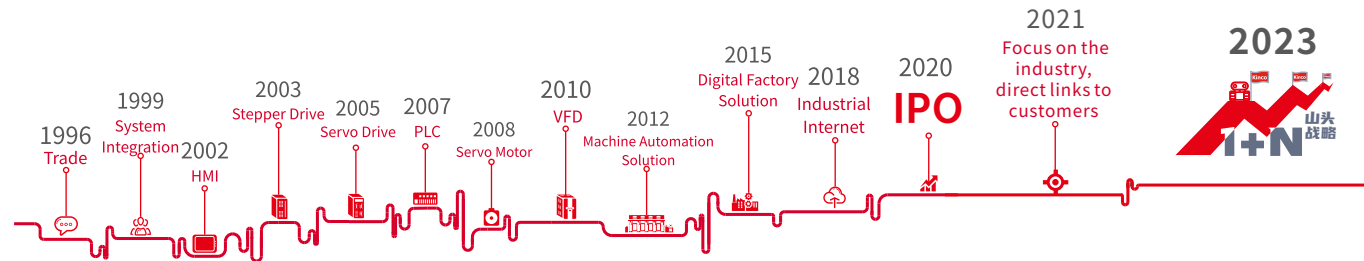 1996
Trade
1999
System
Integration
2002
HMI
2003
Stepper Drive
2005
Servo Drive
2007
PLC
2008
Servo Motor
2010
VFD
2012
Machine Automation
Solution
2015
Digital Factory
Solution
2018
Industrial
Internet
2020
IPO
2021
Focus on the
industry,
direct links to
customers
2023
Kinco
Kinco
1+N
山头
战略